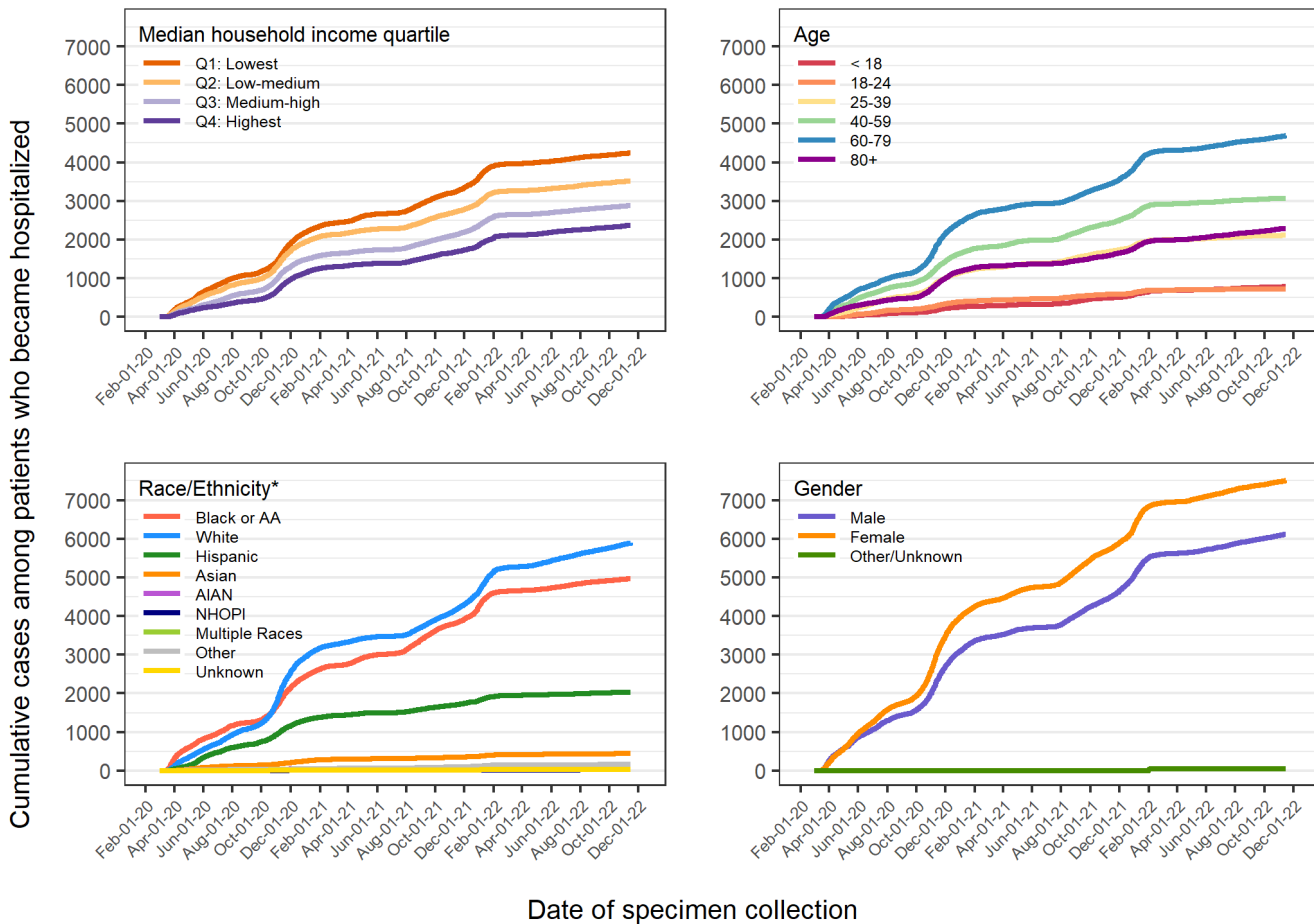 Cumulative cases among patients who became hospitalized
Median household income quartile
Q1: Lowest
Q2: Low-medium
Q3: Medium-high
Q4: Highest
7000
6000
5000
4000
3000
2000
1000
0
Feb-01-20
Apr-01-20
Jun-01-20
Aug-01-20
Oct-01-20
Dec-01-20
Feb-01-21
Apr-01-21
Jun-01-21
Aug-01-21
Oct-01-21
Dec-01-21
Feb-01-22
Apr-01-22
Jun-01-22
Aug-01-22
Oct-01-22
Dec-01-22
Age
< 18
18-24
25-39
40-59
60-79
80+
7000
6000
5000
4000
3000
2000
1000
0
Feb-01-20
Apr-01-20
Jun-01-20
Aug-01-20
Oct-01-20
Dec-01-20
Feb-01-21
Apr-01-21
Jun-01-21
Aug-01-21
Oct-01-21
Dec-01-21
Feb-01-22
Apr-01-22
Jun-01-22
Aug-01-22
Oct-01-22
Dec-01-22
Race/Ethnicity*
Black or AA
White
Hispanic
Asian
AIAN
NHOPI
Multiple Races
Other
Unknown
7000
6000
5000
4000
3000
2000
1000
0
Feb-01-20
Apr-01-20
Jun-01-20
Aug-01-20
Oct-01-20
Dec-01-20
Feb-01-21
Apr-01-21
Jun-01-21
Aug-01-21
Oct-01-21
Dec-01-21
Feb-01-22
Apr-01-22
Jun-01-22
Aug-01-22
Oct-01-22
Dec-01-22
Gender
Male
Female
Other/Unknown
7000
6000
5000
4000
3000
2000
1000
0
Feb-01-20
Apr-01-20
Jun-01-20
Aug-01-20
Oct-01-20
Dec-01-20
Feb-01-21
Apr-01-21
Jun-01-21
Aug-01-21
Oct-01-21
Dec-01-21
Feb-01-22
Apr-01-22
Jun-01-22
Aug-01-22
Oct-01-22
Dec-01-22
Date of specimen collection